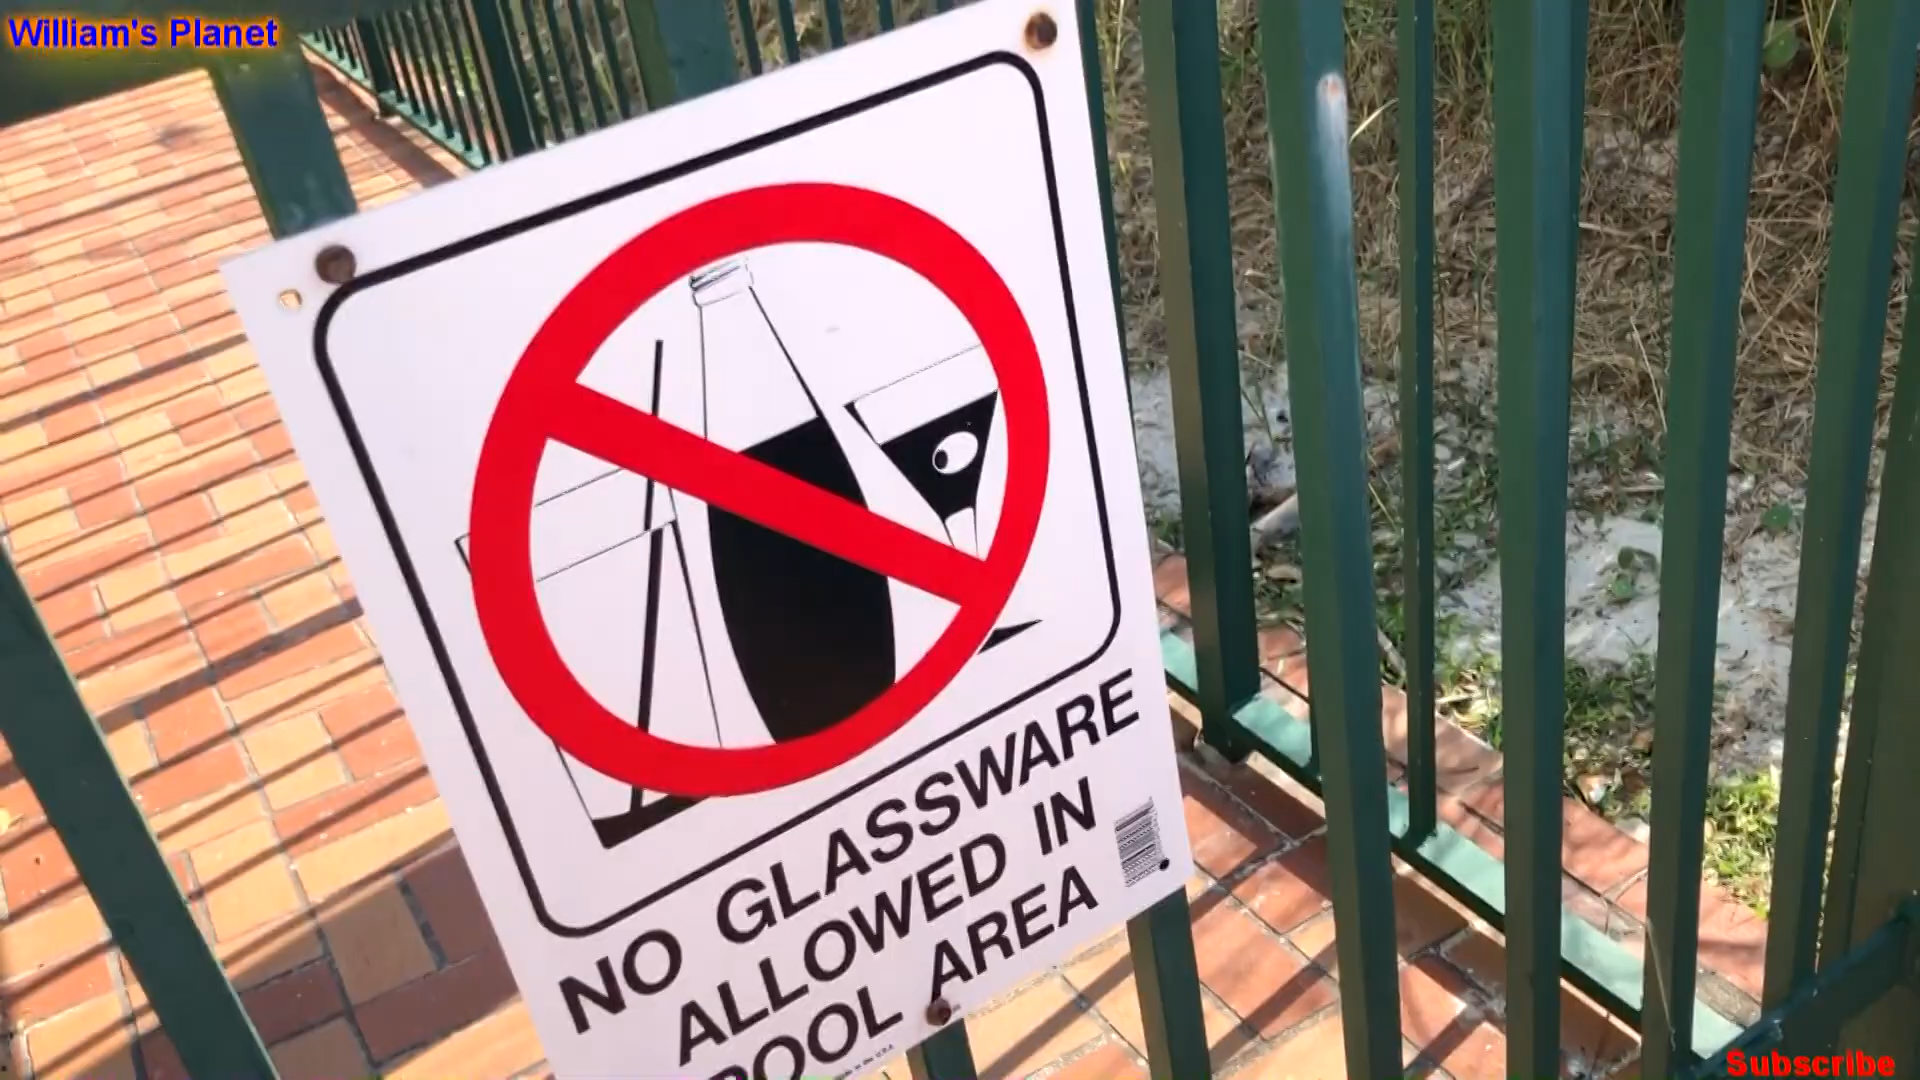 William's Planet
NO GLASSWARE
ALLOWED IN
POOL AREA
Subscribe